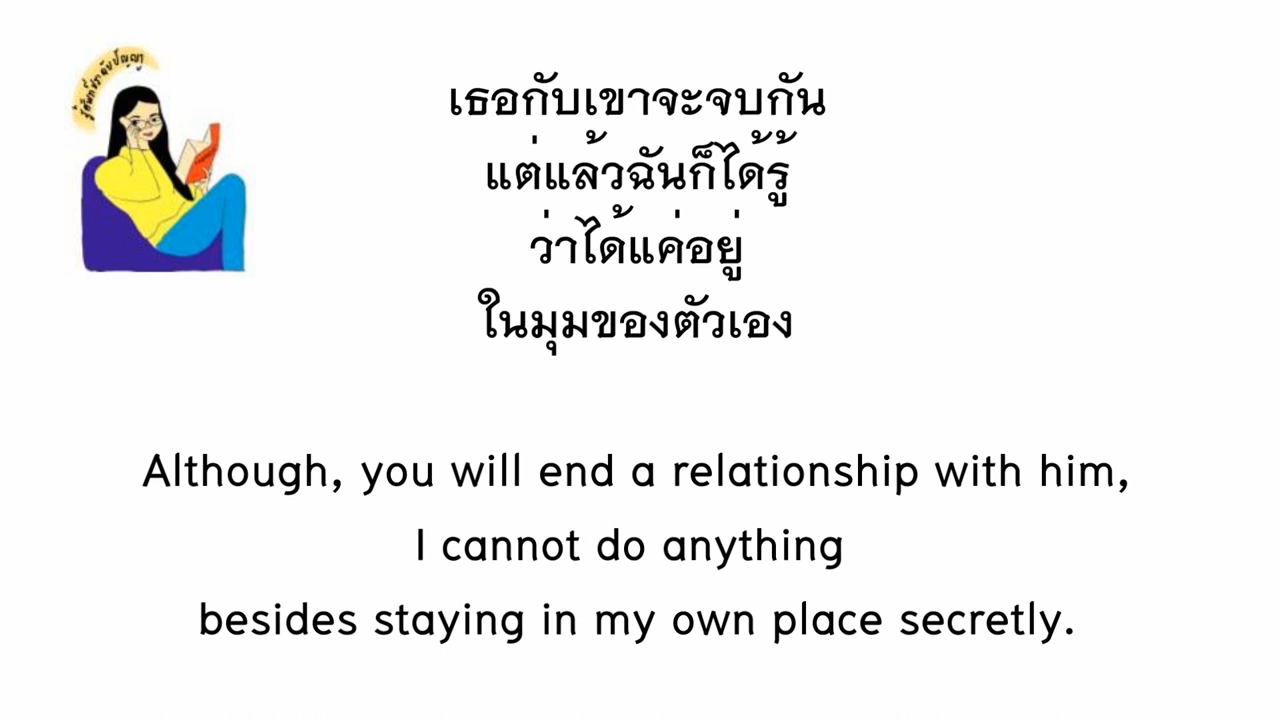 เธอกับเขาจะจบกัน
แต่แล้วฉันก็ได้รู้
ว่าได้แค่อยู่
ในมุมของตัวเอง
Although, you will end a relationship with him,
I cannot do anything
besides staying in my own place secretly.